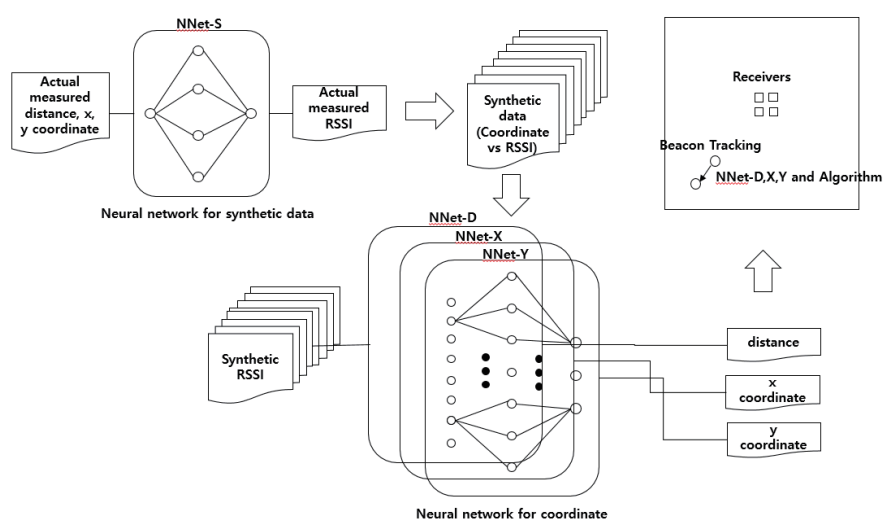 NNet-S
Actual
measured
distance, x,
y coordinate
Actual
measured
RSSI
Synthetic
data
(Coordinate
vs RSSI)
Receivers
Beacon Tracking
NNet-D,X,Y and Algorithm
Neural network for synthetic data
NNet-D
NNet-X
NNet-Y
Synthetic
RSSI
distance
x
coordinate
y
coordinate
Neural network for coordinate